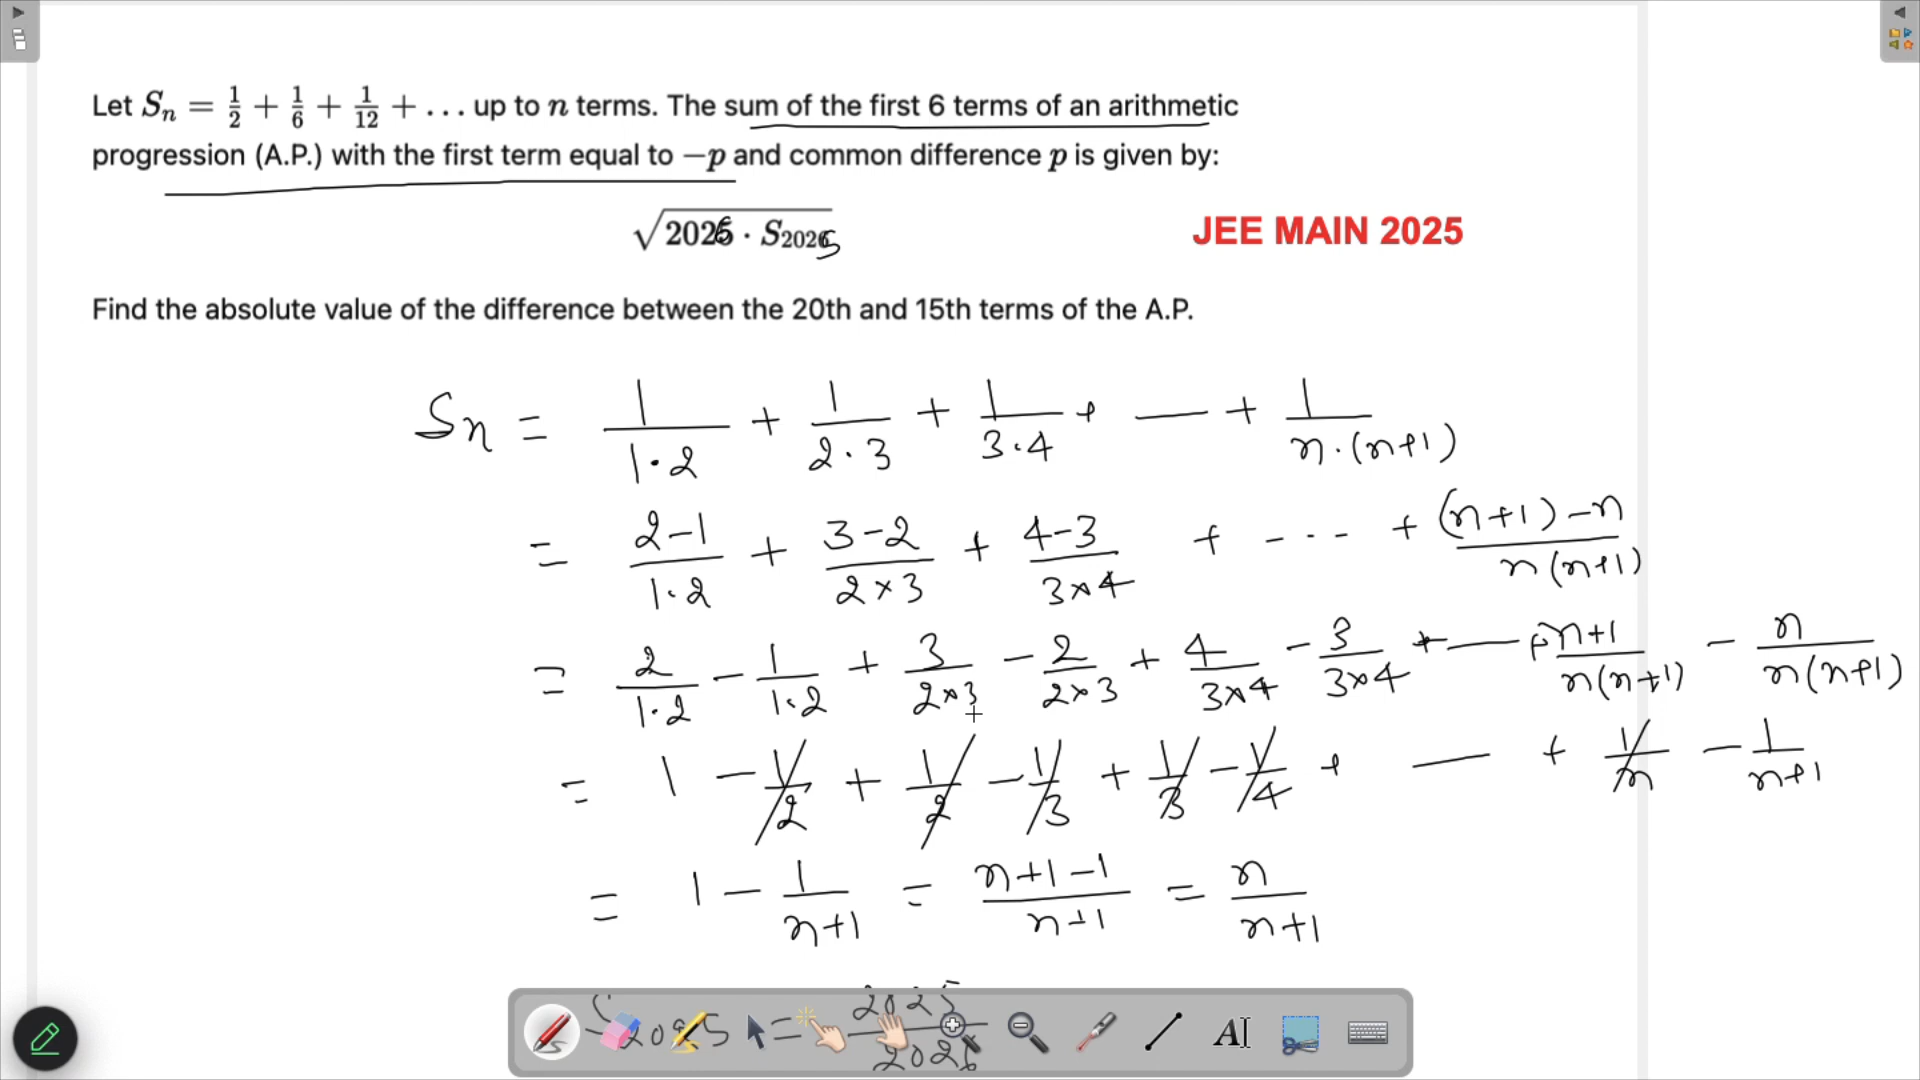 Let Sₙ = 1/2 + 1/6 + 1/12 + ... up to n terms. The sum of the first 6 terms of an arithmetic
progression (A.P.) with the first term equal to −p and common difference p is given by:
√(2026 · S₂₀₂₅)
JEE MAIN 2025
Find the absolute value of the difference between the 20th and 15th terms of the A.P.
Sn = 1/(1·2) + 1/(2·3) + 1/(3·4) + — + 1/(n·(n+1))
= (2-1)/(1·2) + (3-2)/(2×3) + (4-3)/(3×4) + --- + ((n+1)-n)/(n(n+1))
= 2/(1·2) - 1/(1·2) + 3/(2×3) - 2/(2×3) + 4/(3×4) - 3/(3×4) + — + (n+1)/(n(n+1)) - n/(n(n+1))
= 1 - 1/2 + 1/2 - 1/3 + 1/3 - 1/4 + — + 1/n - 1/(n+1)
= 1 - 1/(n+1) = (n+1-1)/(n+1) = n/(n+1)
S2025 = 2025/2026
AI